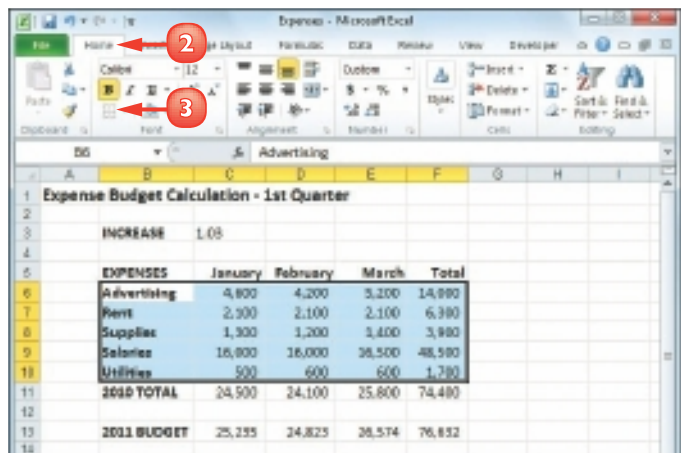 Expenses - Microsoft Excel
File Home 2 Page Layout Formulas Data Review View Developer
Calibri 12 Custom Insert Σ
Paste B I U $ % , Styles Delete Sort & Find &
3 Format Filter Select
Clipboard Font Alignment Number Cells Editing
B6 fx Advertising
A B C D E F G H I
1 Expense Budget Calculation - 1st Quarter
2
3 INCREASE 1.03
4
5 EXPENSES January February March Total
6 Advertising 4,600 4,200 5,200 14,000
7 Rent 2,100 2,100 2,100 6,300
8 Supplies 1,300 1,200 1,400 3,900
9 Salaries 16,000 16,000 16,500 48,500
10 Utilities 500 600 600 1,700
11 2010 TOTAL 24,500 24,100 25,800 74,400
12
13 2011 BUDGET 25,235 24,823 26,574 76,632
14